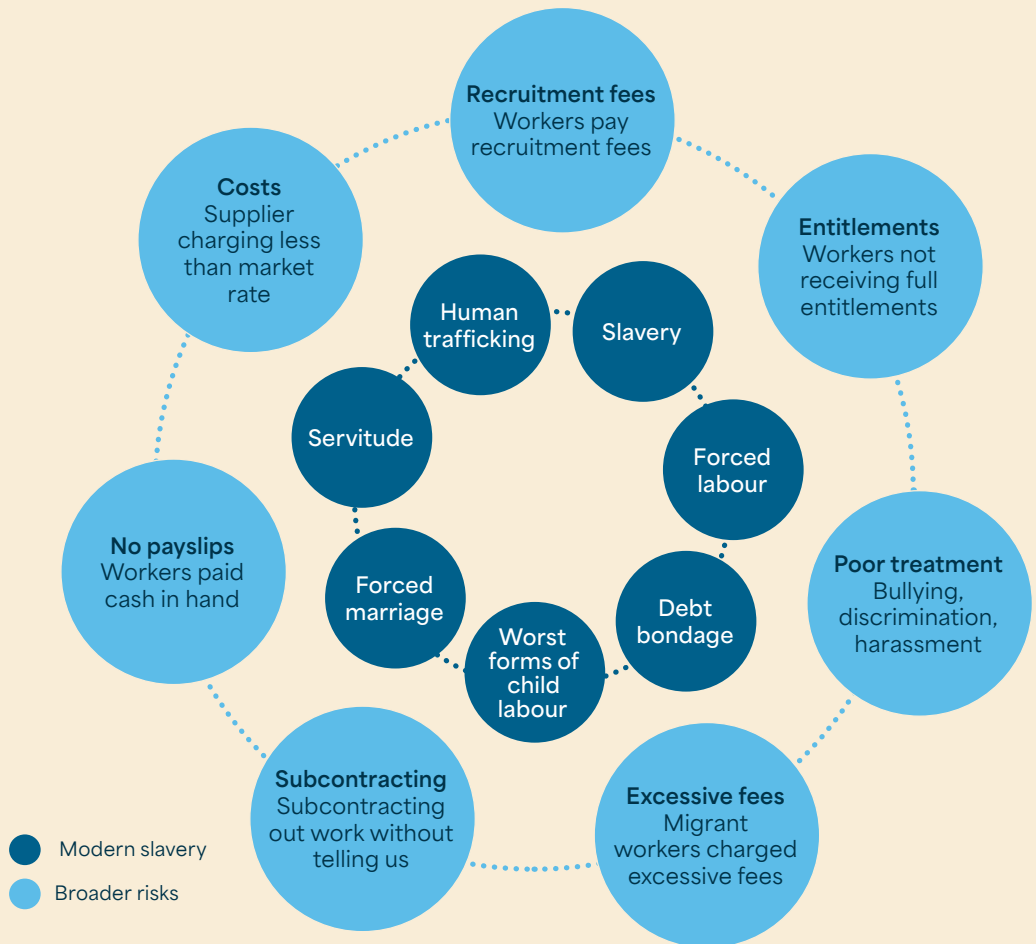 Recruitment fees
Workers pay
recruitment fees
Entitlements
Workers not
receiving full
entitlements
Poor treatment
Bullying,
discrimination,
harassment
Excessive fees
Migrant
workers charged
excessive fees
Subcontracting
Subcontracting
out work without
telling us
No payslips
Workers paid
cash in hand
Costs
Supplier
charging less
than market
rate
Human
trafficking
Slavery
Forced
labour
Debt
bondage
Worst
forms of
child
labour
Forced
marriage
Servitude
Modern slavery
Broader risks